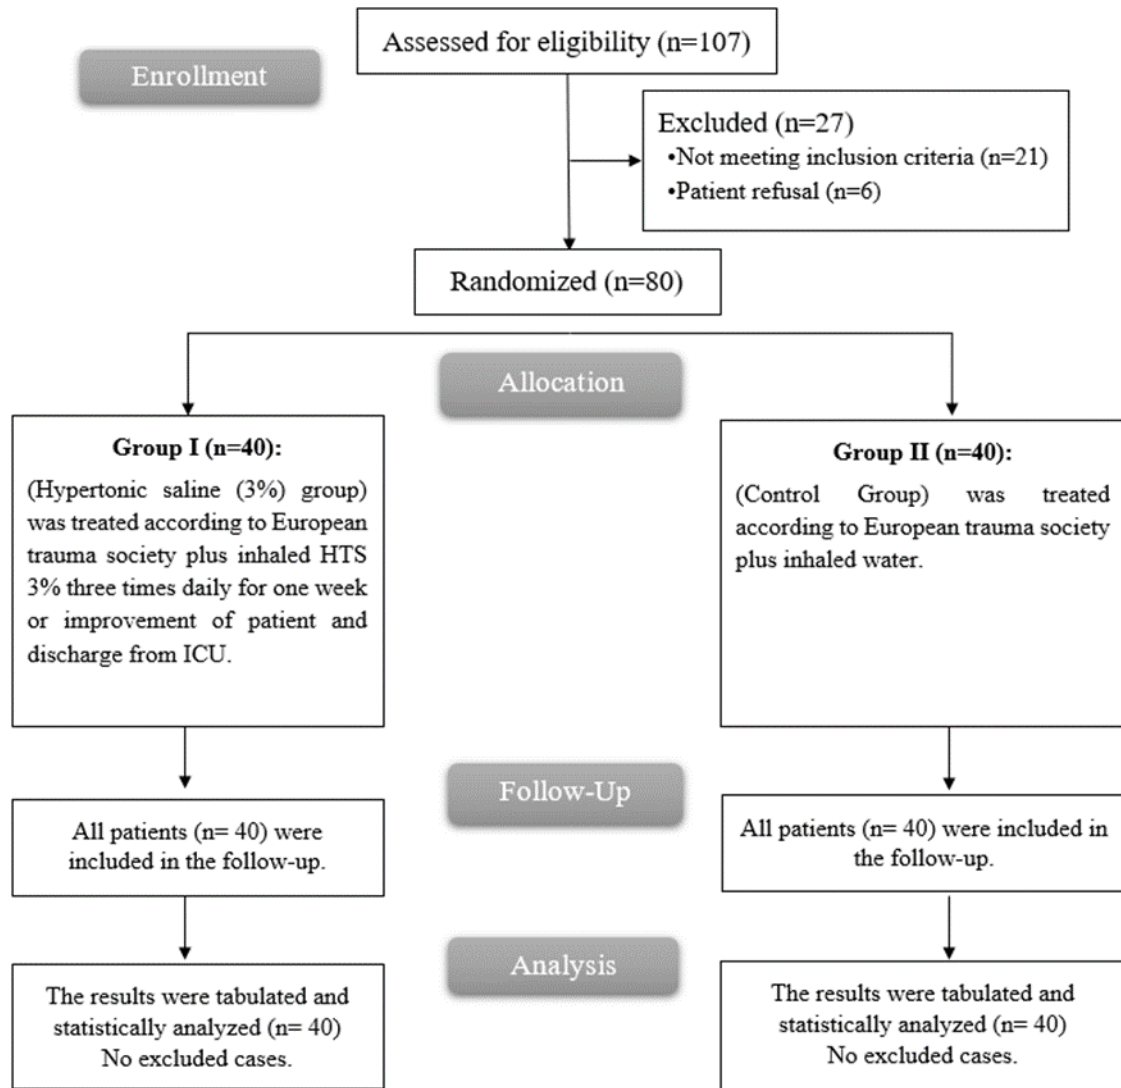 Assessed for eligibility (n=107)
Enrollment
Excluded (n=27)
•Not meeting inclusion criteria (n=21)
•Patient refusal (n=6)
Randomized (n=80)
Allocation
Group I (n=40):
(Hypertonic saline (3%) group)
was treated according to European
trauma society plus inhaled HTS
3% three times daily for one week
or improvement of patient and
discharge from ICU.
Group II (n=40):
(Control Group) was treated
according to European trauma society
plus inhaled water.
Follow-Up
All patients (n= 40) were
included in the follow-up.
All patients (n= 40) were included in
the follow-up.
Analysis
The results were tabulated and
statistically analyzed (n= 40)
No excluded cases.
The results were tabulated and
statistically analyzed (n= 40)
No excluded cases.